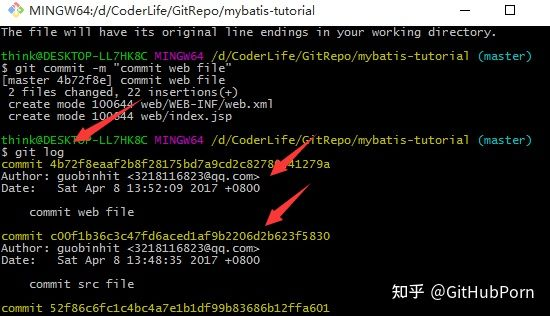 MINGW64:/d/CoderLife/GitRepo/mybatis-tutorial
The file will have its original line endings in your working directory.
think@DESKTOP-LL7HK8C MINGW64 /d/CoderLife/GitRepo/mybatis-tutorial (master)
$ git commit -m "commit web file"
[master 4b72f8e] commit web file
2 files changed, 22 insertions(+)
create mode 100644 web/WEB-INF/web.xml
create mode 100644 web/index.jsp
think@DESKTOP-LL7HK8C MINGW64 /d/CoderLife/GitRepo/mybatis-tutorial (master)
$ git log
commit
Author: guobinhit <3218116823@qq.com>
Date: Sat Apr 8 13:52:09 2017 +0800
commit web file
commit c00f1b36c3c47fd6aced1af9b2206d2b623f5830
Author: guobinhit <3218116823@qq.com>
Date: Sat Apr 8 13:48:35 2017 +0800
commit src file
commit 52f86c6fc1c4bc4a7e1b1df99b83686b12ffa601
知乎 @GitHubPorn